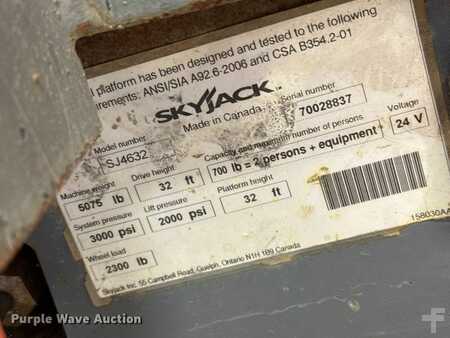 l platform has been designed and tested to the following
rements: ANSI/SIA A92.6-2006 and CSA B354.2-01
SKYJACK
Made in Canada
Model number
SJ4632
Serial number
70028837
Machine weight
5075 lb
Drive height
32 ft
Capacity and maximum number of persons
700 lb = 2 persons + equipment
Voltage
24 V
System pressure
3000 psi
Lift pressure
2000 psi
Platform height
32 ft
Wheel load
2300 lb
Skyjack Inc. 55 Campbell Road, Guelph, Ontario N1H 1B9 Canada
158030AA
Purple Wave Auction